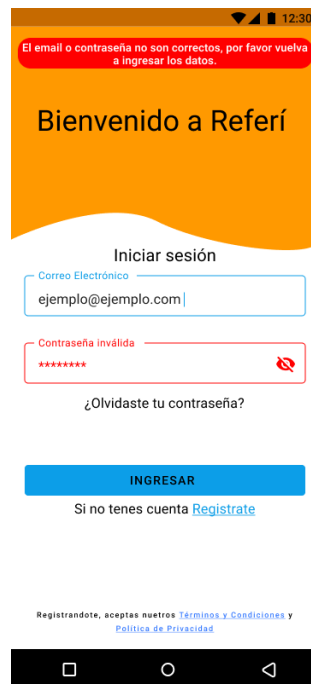 12:30
El email o contraseña no son correctos, por favor vuelva
a ingresar los datos.
Bienvenido a Referí
Iniciar sesión
Correo Electrónico
ejemplo@ejemplo.com
Contraseña inválida
********
¿Olvidaste tu contraseña?
INGRESAR
Si no tenes cuenta Registrate
Registrandote, aceptas nuetros Términos y Condiciones y
Política de Privacidad